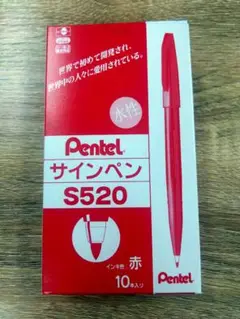 世界で初めて開発され、
世界中の人々に愛用されている。
水性
Pentel
サインペン
S520
インキ色 赤
10本入り
Pentel